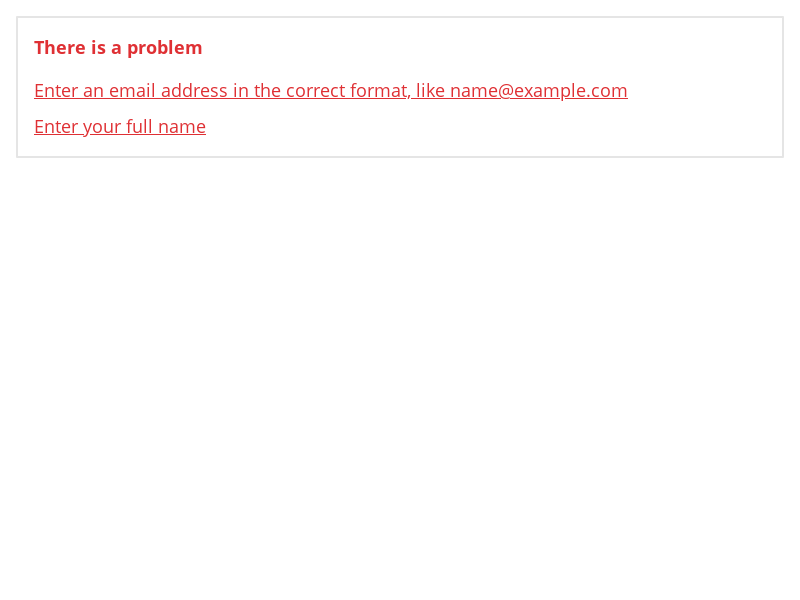 There is a problem
Enter an email address in the correct format, like name@example.com
Enter your full name